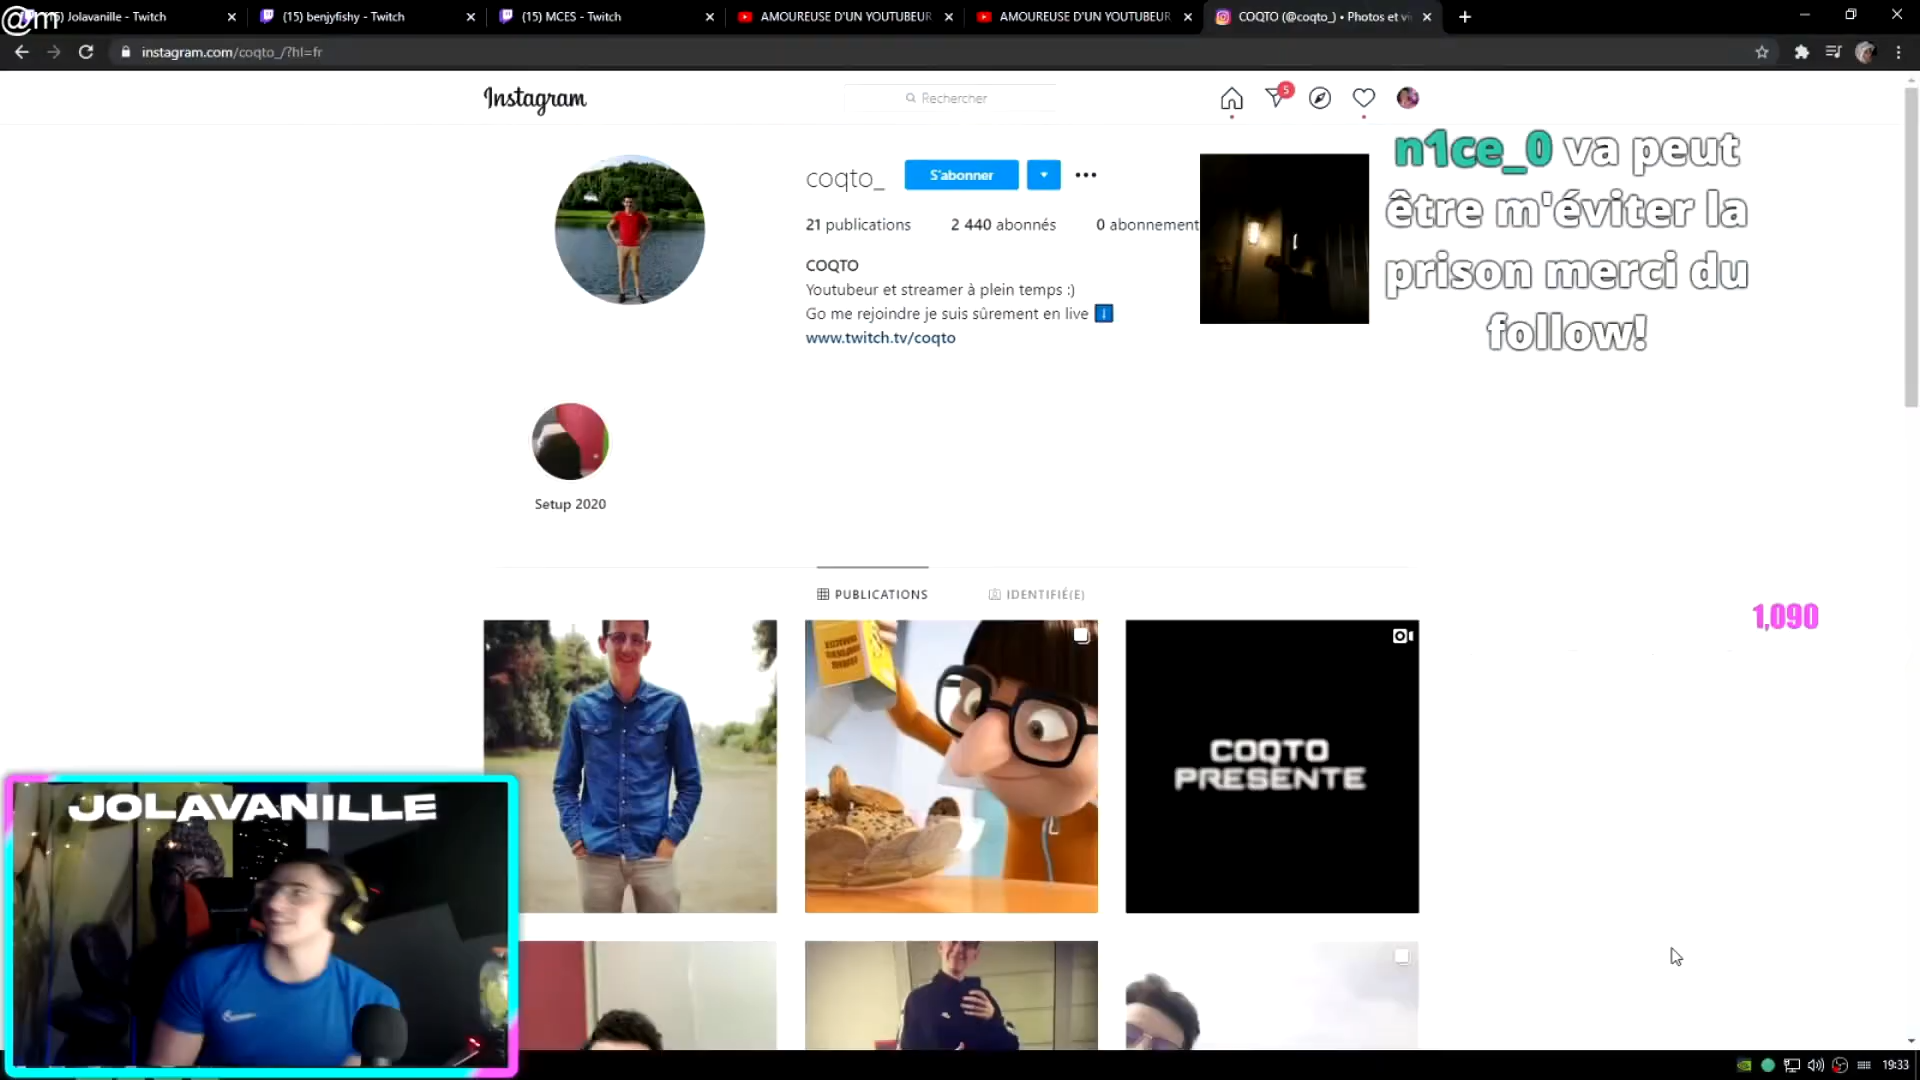 @m
(15) Jolavanille - Twitch
(15) benjyfishy - Twitch
(15) MCES - Twitch
AMOUREUSE D'UN YOUTUBEUR
AMOUREUSE D'UN YOUTUBEUR
COQTO (@coqto_) • Photos et vi
instagram.com/coqto_/?hl=fr
Instagram
Rechercher
5
coqto_
S'abonner
21 publications
2 440 abonnés
0 abonnement
COQTO
Youtubeur et streamer à plein temps :)
Go me rejoindre je suis sûrement en live
www.twitch.tv/coqto
n1ce_0 va peut
être m'éviter la
prison merci du
follow!
Setup 2020
PUBLICATIONS
IDENTIFIÉ(E)
1,090
COQTO
PRESENTE
JOLAVANILLE
19:33